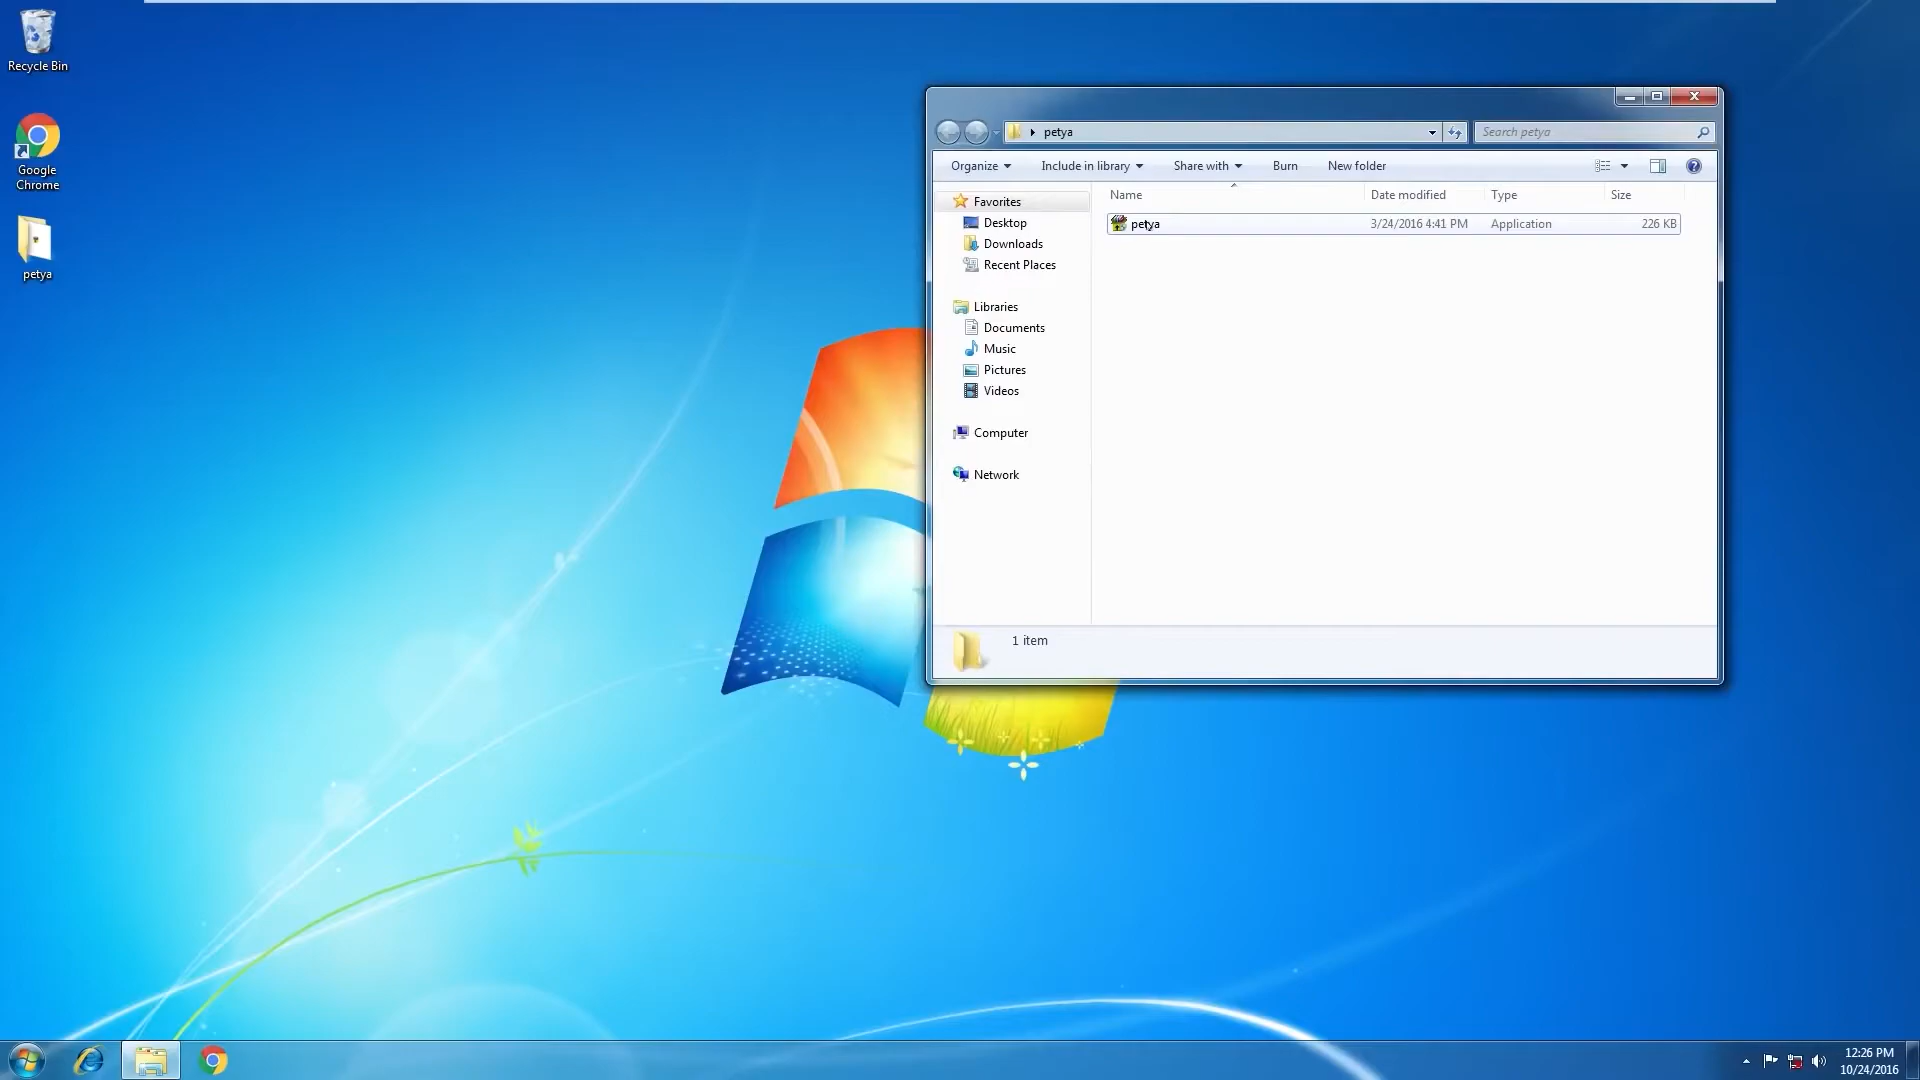 Recycle Bin
Google
Chrome
petya
petya
Search petya
Organize
Include in library
Share with
Burn
New folder
Favorites
Desktop
Downloads
Recent Places
Libraries
Documents
Music
Pictures
Videos
Computer
Network
Name
Date modified
Type
Size
petya
3/24/2016 4:41 PM
Application
226 KB
1 item
12:26 PM
10/24/2016